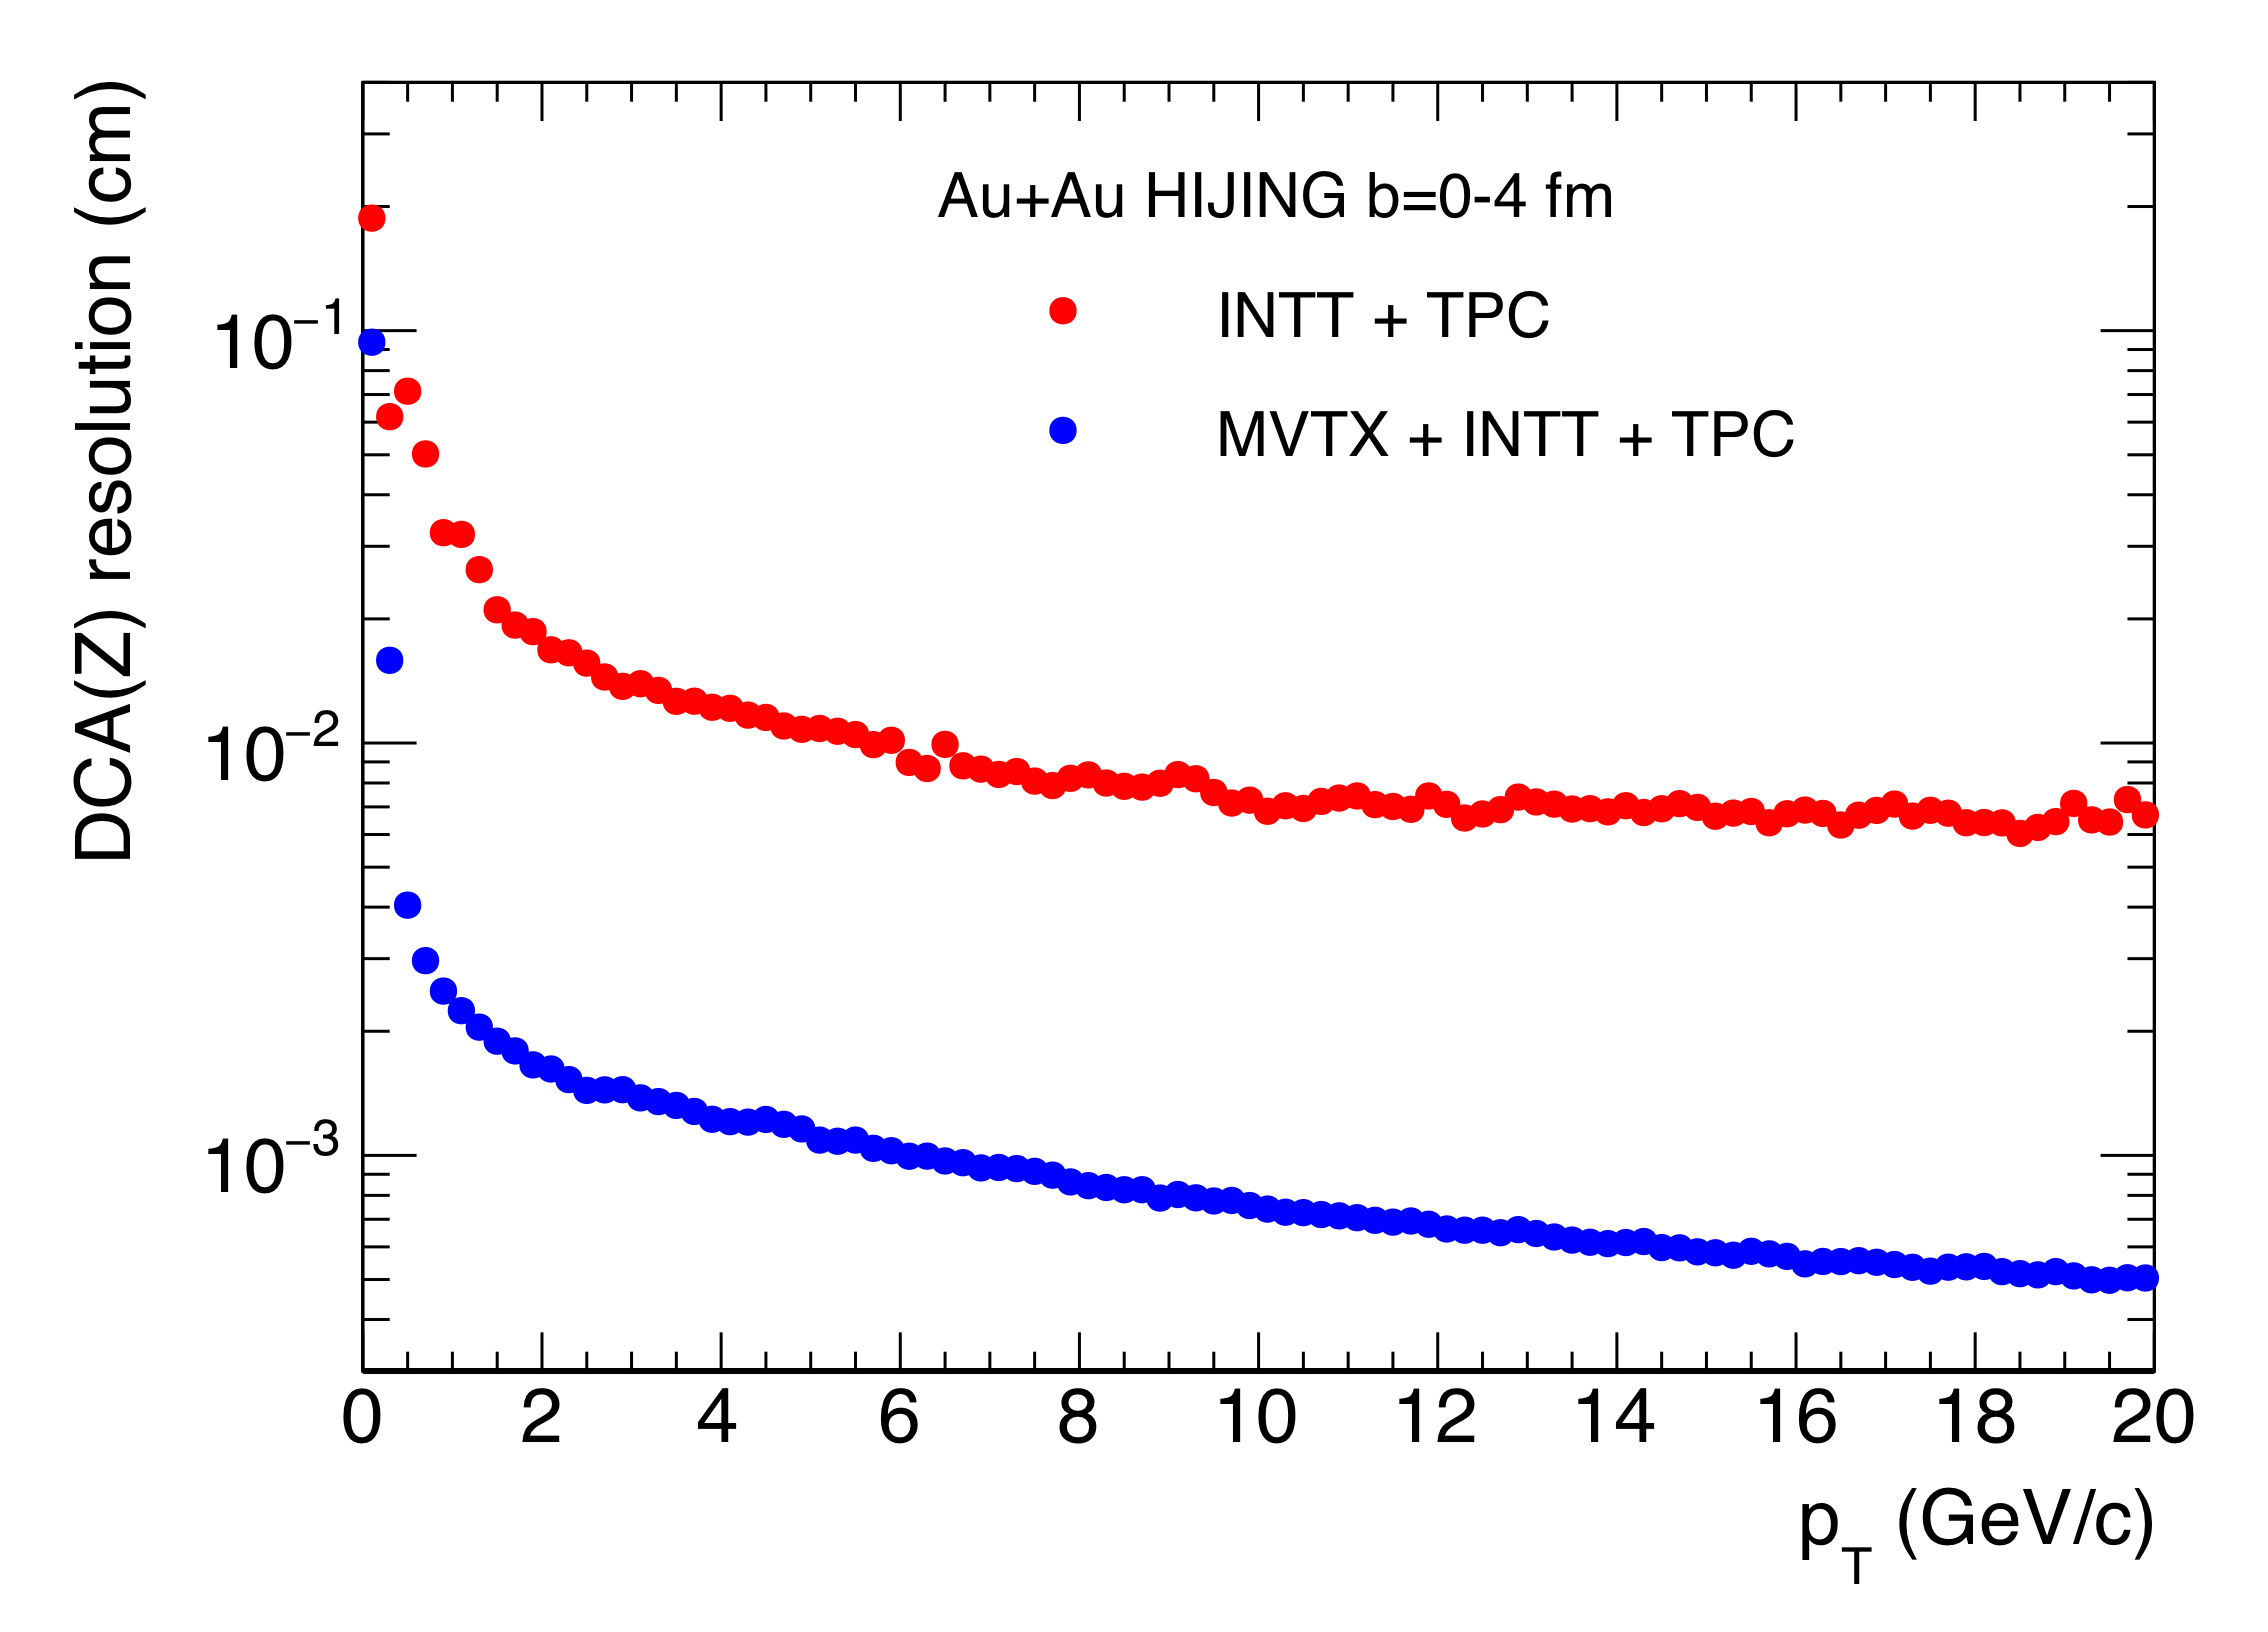 DCA(Z) resolution (cm)
Au+Au HIJING b=0-4 fm
INTT + TPC
MVTX + INTT + TPC
10⁻¹
10⁻²
10⁻³
0 2 4 6 8 10 12 14 16 18 20
p_T (GeV/c)